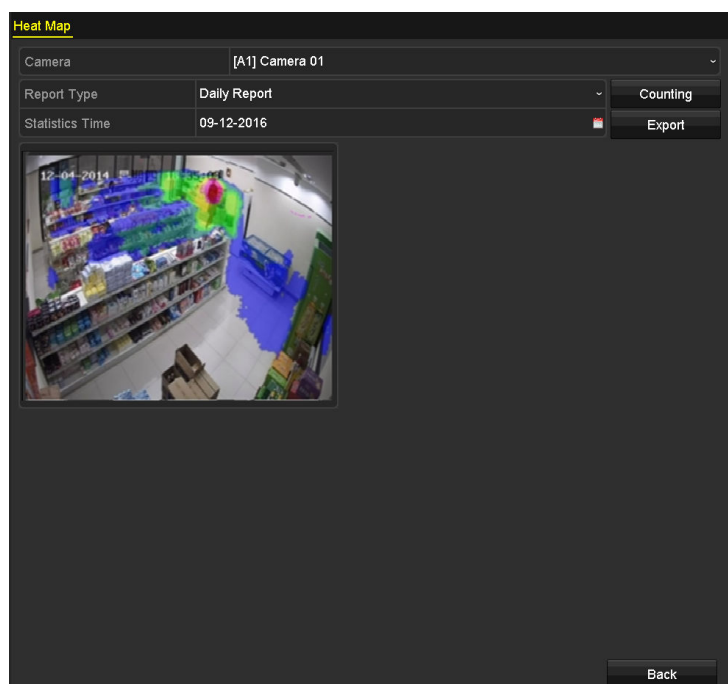 Heat Map
Camera [A1] Camera 01
Report Type Daily Report Counting
Statistics Time 09-12-2016 Export
12-04-2014
Back